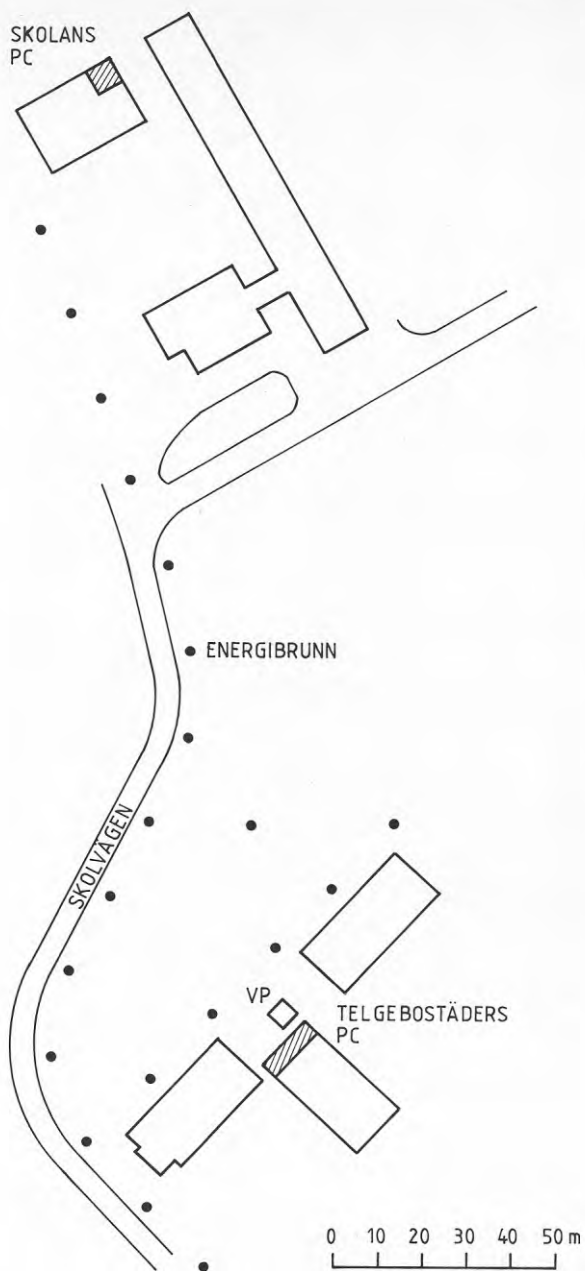 SKOLANS
PC
ENERGIBRUNN
SKOLVÄGEN
VP
TELGEBOSTÄDERS
PC
0 10 20 30 40 50 m